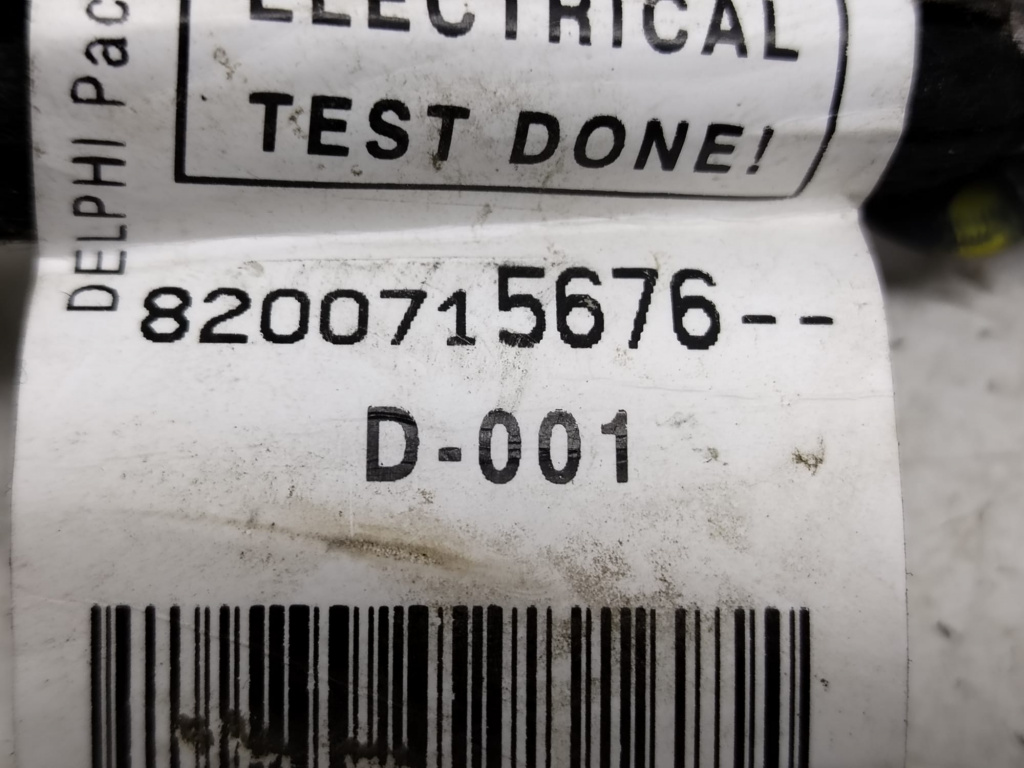 ELECTRICAL
TEST DONE!
DELPHI Pac
8200715676--
D-001